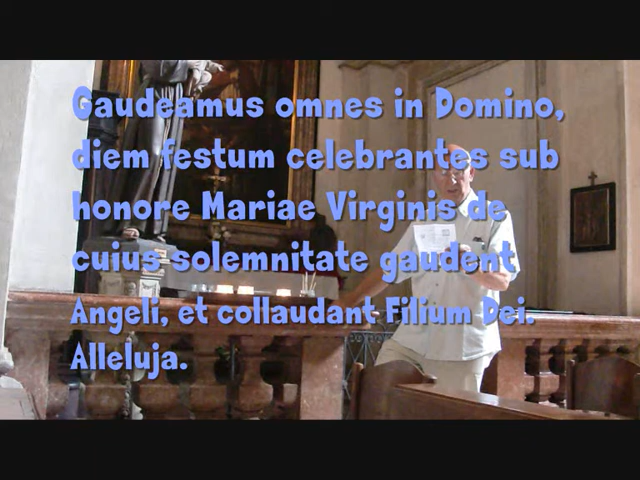 Gaudeamus omnes in Domino,
diem festum celebrantes sub
honore Mariae Virginis de
cuius solemnitate gaudent
Angeli, et collaudant Filium Dei.
Alleluja.